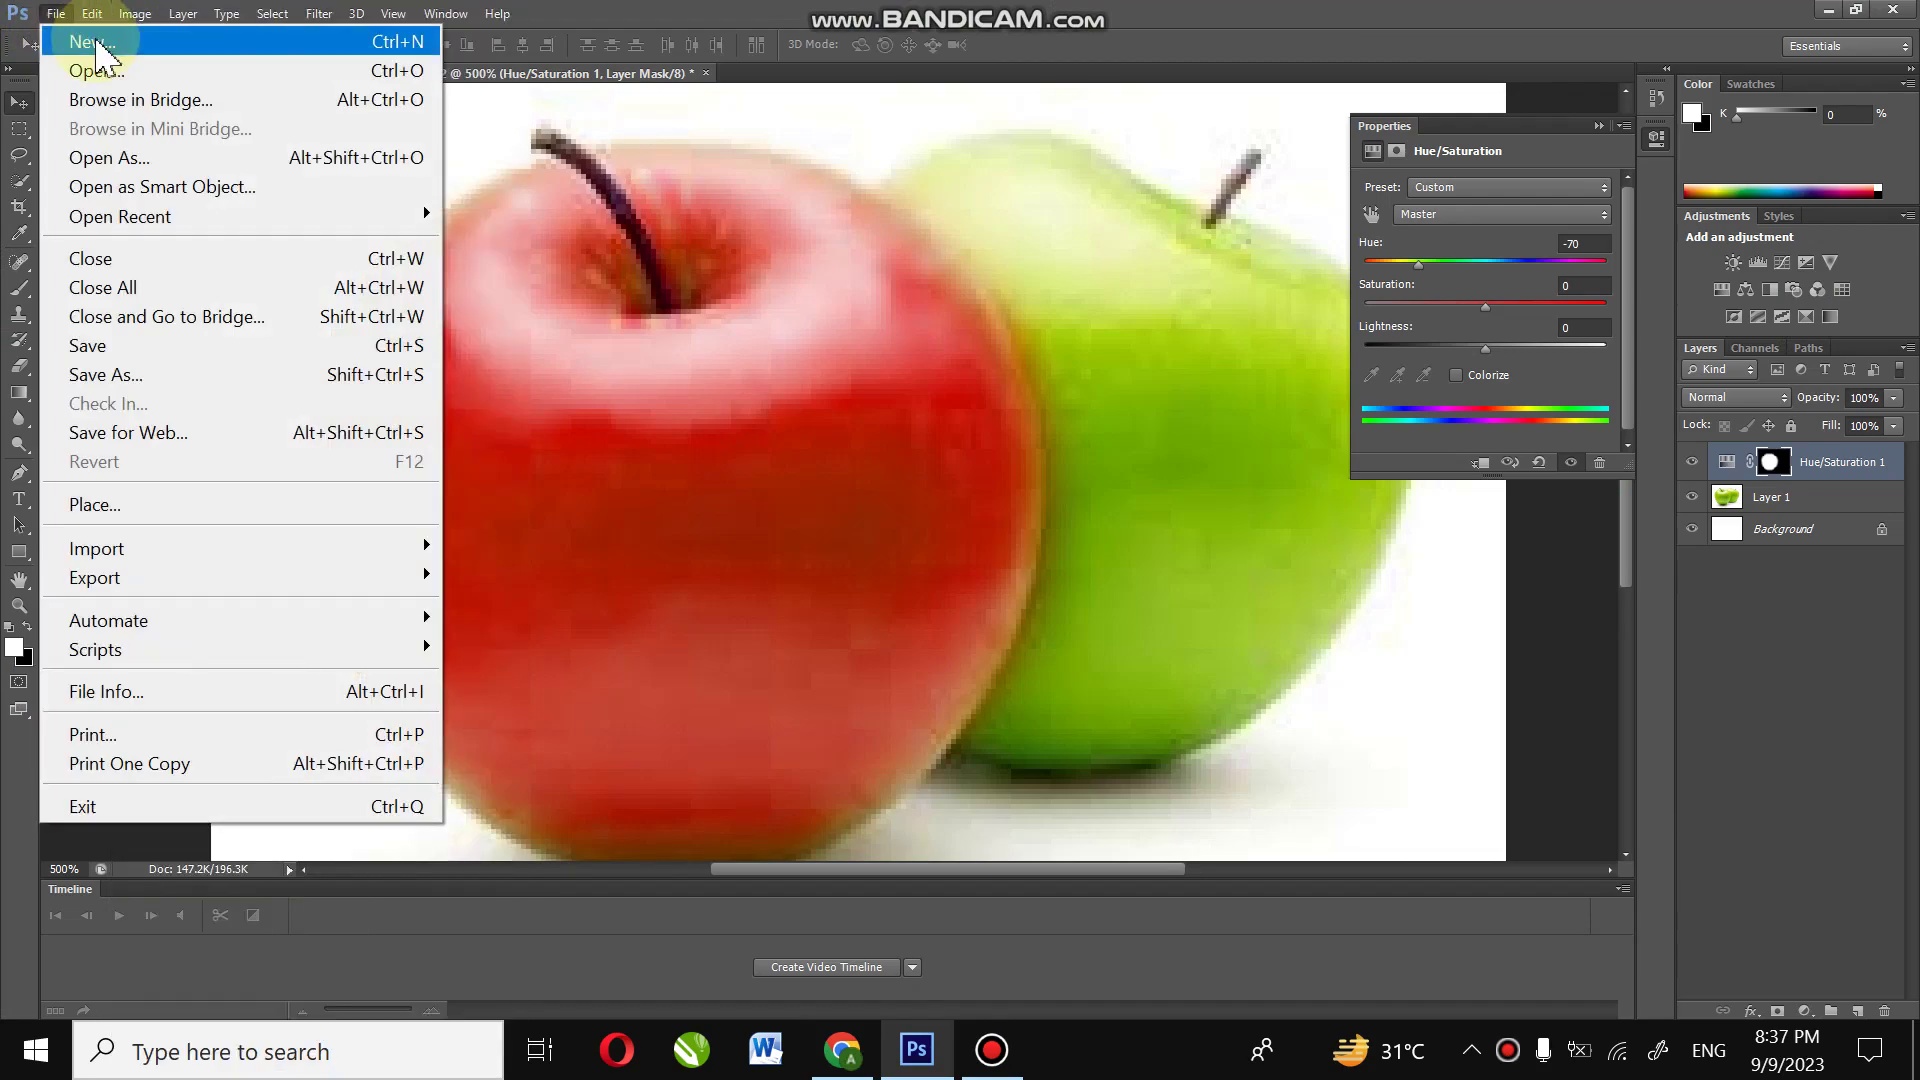 Ps File Edit Image Layer Type Select Filter 3D View Window Help
www.BANDICAM.com
3D Mode:
Essentials
@ 500% (Hue/Saturation 1, Layer Mask/8) *
New... Ctrl+N
Open... Ctrl+O
Browse in Bridge... Alt+Ctrl+O
Browse in Mini Bridge...
Open As... Alt+Shift+Ctrl+O
Open as Smart Object...
Open Recent
Close Ctrl+W
Close All Alt+Ctrl+W
Close and Go to Bridge... Shift+Ctrl+W
Save Ctrl+S
Save As... Shift+Ctrl+S
Check In...
Save for Web... Alt+Shift+Ctrl+S
Revert F12
Place...
Import
Export
Automate
Scripts
File Info... Alt+Ctrl+I
Print... Ctrl+P
Print One Copy Alt+Shift+Ctrl+P
Exit Ctrl+Q
Properties
Hue/Saturation
Preset: Custom
Master
Hue: -70
Saturation: 0
Lightness: 0
Colorize
Color Swatches
K 0 %
Adjustments Styles
Add an adjustment
Layers Channels Paths
Kind
Normal Opacity: 100%
Lock: Fill: 100%
Hue/Saturation 1
Layer 1
Background
500% Doc: 147.2K/196.3K
Timeline
Create Video Timeline
Type here to search
W
A
Ps
31°C
ENG
8:37 PM
9/9/2023